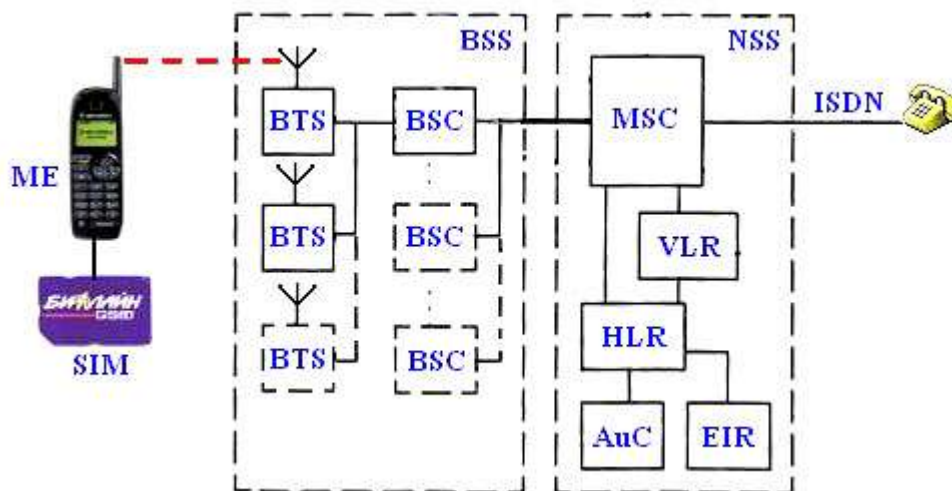 BSS
NSS
BTS
BSC
MSC
ISDN
ME
BTS
BSC
VLR
БИЛАЙН
GSM
SIM
BTS
BSC
HLR
AuC
EIR